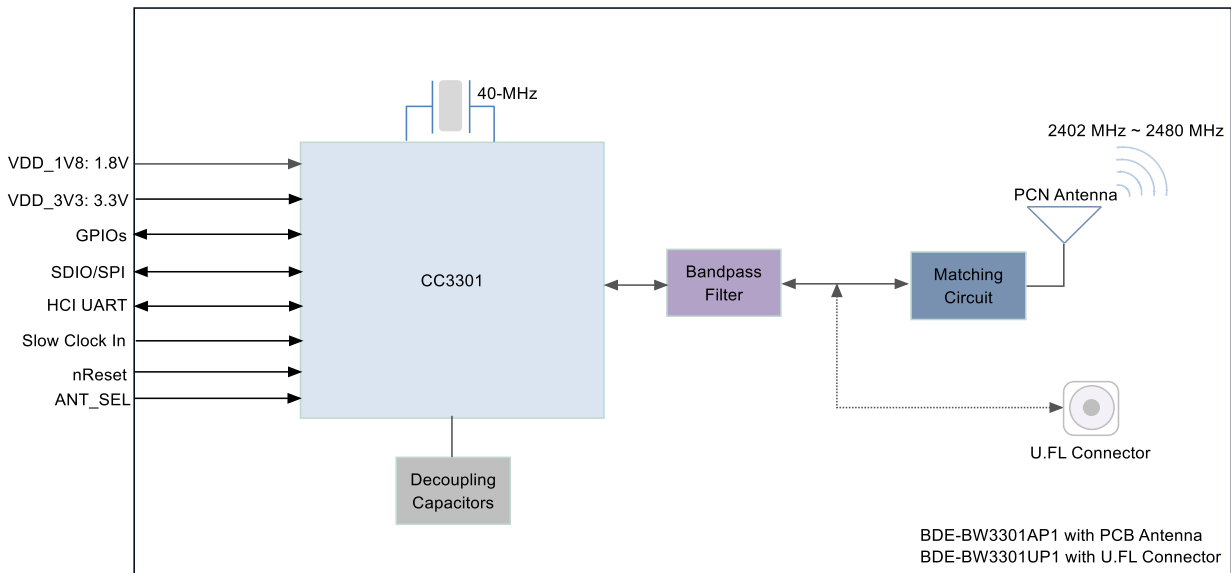 40-MHz
2402 MHz ~ 2480 MHz
VDD_1V8: 1.8V
PCN Antenna
VDD_3V3: 3.3V
GPIOs
SDIO/SPI
CC3301
Bandpass
Filter
Matching
Circuit
HCI UART
Slow Clock In
nReset
ANT_SEL
U.FL Connector
Decoupling
Capacitors
BDE-BW3301AP1 with PCB Antenna
BDE-BW3301UP1 with U.FL Connector